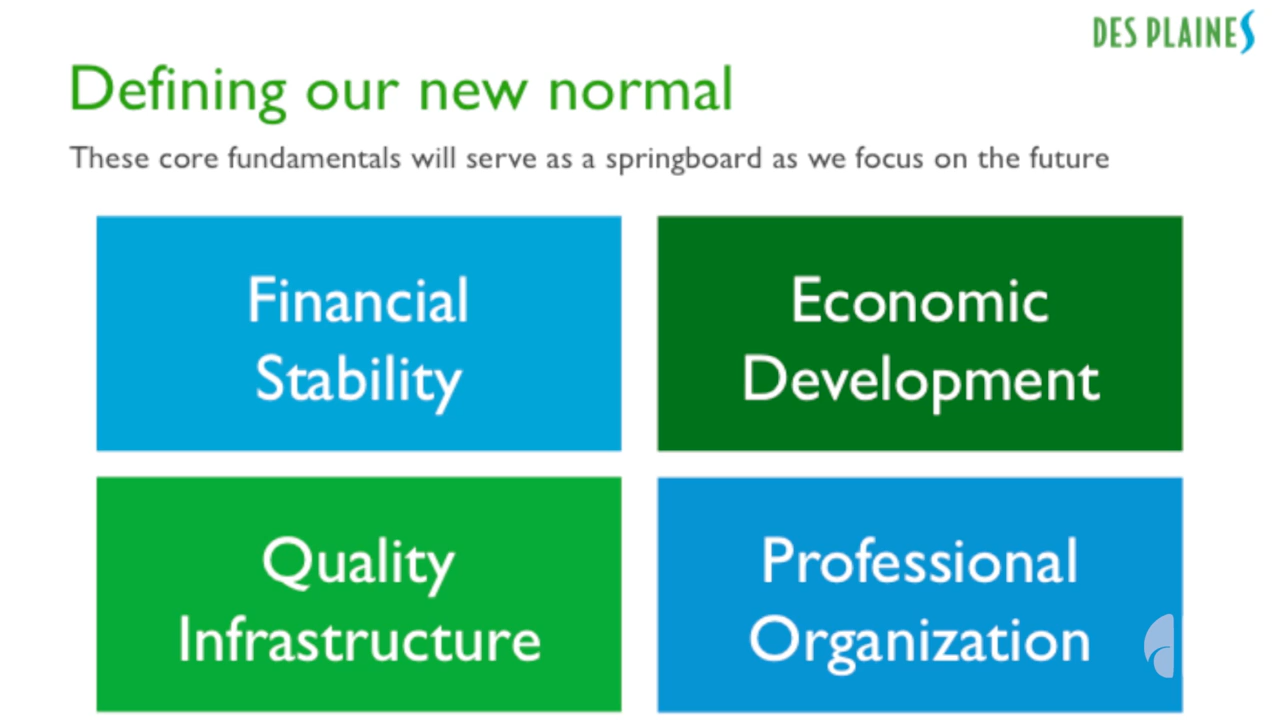 DES PLAINES
Defining our new normal
These core fundamentals will serve as a springboard as we focus on the future
Financial
Stability
Economic
Development
Quality
Infrastructure
Professional
Organization